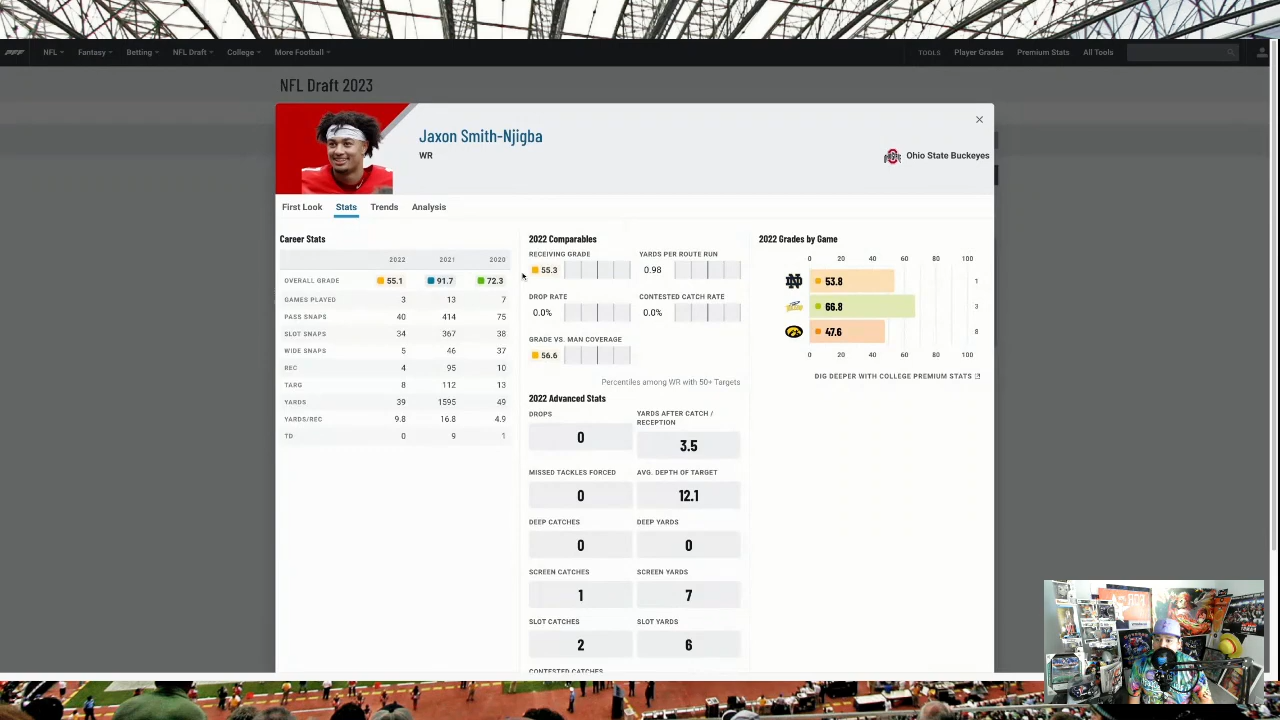 PFF NFL Fantasy Betting NFL Draft College More Football TOOLS Player Grades Premium Stats All Tools
NFL Draft 2023
Jaxon Smith-Njigba
WR
Ohio State Buckeyes
First Look Stats Trends Analysis
Career Stats
2022 2021 2020
OVERALL GRADE 55.1 91.7 72.3
GAMES PLAYED 3 13 7
PASS SNAPS 40 414 75
SLOT SNAPS 34 367 38
WIDE SNAPS 5 46 37
REC 4 95 10
TARG 8 112 13
YARDS 39 1595 49
YARDS/REC 9.8 16.8 4.9
TD 0 9 1
2022 Comparables
RECEIVING GRADE YARDS PER ROUTE RUN
55.3 0.98
DROP RATE CONTESTED CATCH RATE
0.0% 0.0%
GRADE VS. MAN COVERAGE
56.6
Percentiles among WR with 50+ Targets
2022 Advanced Stats
DROPS YARDS AFTER CATCH /
RECEPTION
0 3.5
MISSED TACKLES FORCED AVG. DEPTH OF TARGET
0 12.1
DEEP CATCHES DEEP YARDS
0 0
SCREEN CATCHES SCREEN YARDS
1 7
SLOT CATCHES SLOT YARDS
2 6
CONTESTED CATCHES
2022 Grades by Game
0 20 40 60 80 100
53.8 1
66.8 3
47.6 8
0 20 40 60 80 100
DIG DEEPER WITH COLLEGE PREMIUM STATS